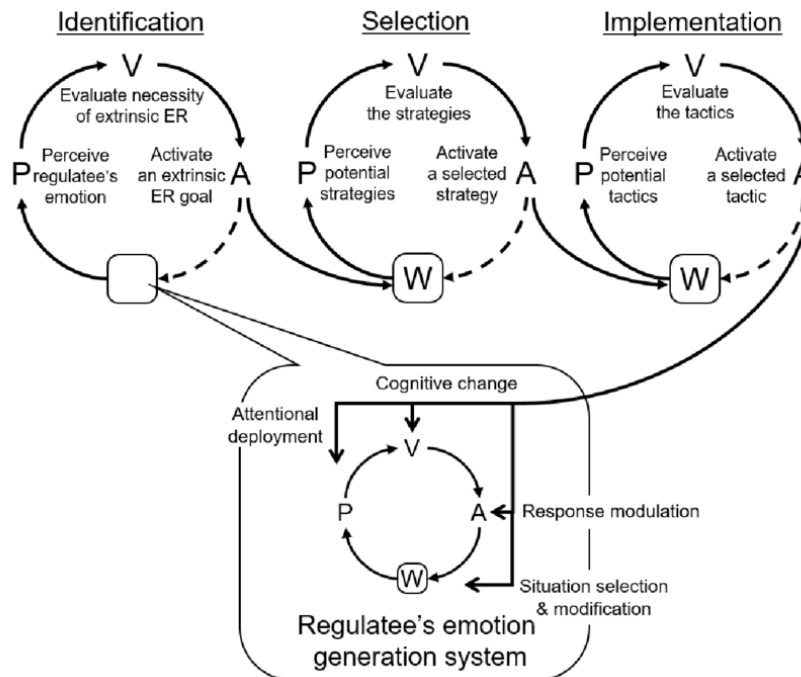 Identification
Selection
Implementation
V
Evaluate necessity
of extrinsic ER
P
Perceive
regulatee's
emotion
Activate
an extrinsic
ER goal
A
V
Evaluate
the strategies
P
Perceive
potential
strategies
Activate
a selected
strategy
A
W
V
Evaluate
the tactics
P
Perceive
potential
tactics
Activate
a selected
tactic
A
W
Cognitive change
Attentional
deployment
V
P
A
W
Response modulation
Situation selection
& modification
Regulatee's emotion
generation system